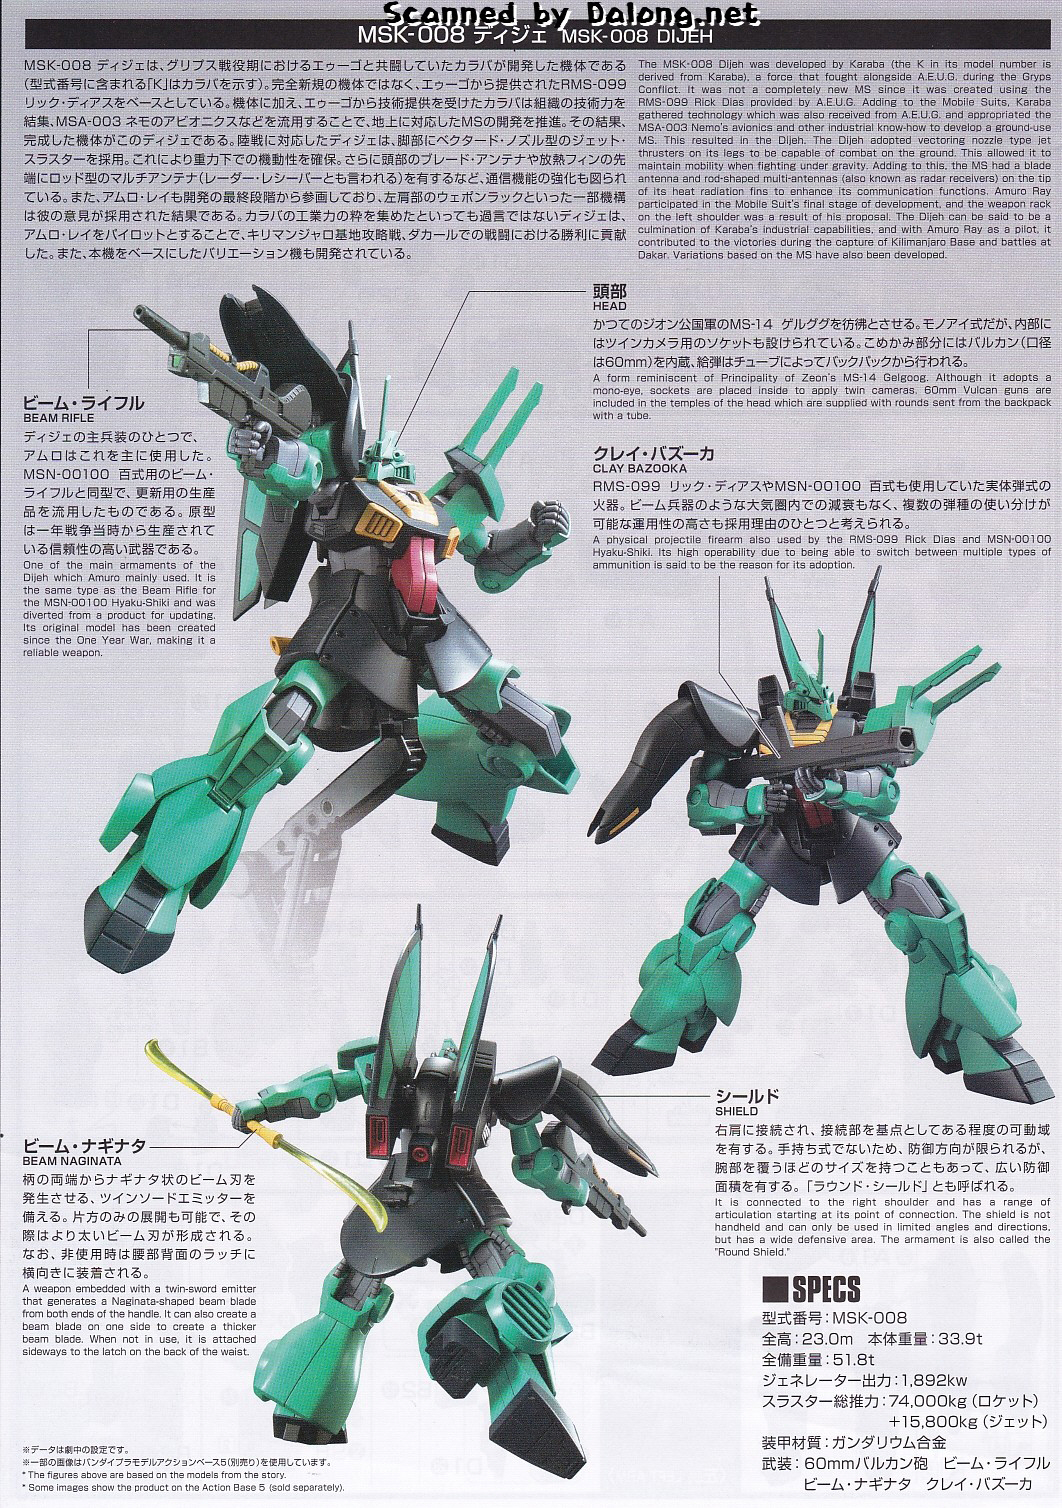 Scanned by Dalong.net
MSK-008 ディジェ MSK-008 DIJEH
MSK-008 ディジェは、グリプス戦役期におけるエゥーゴと共闘していたカラバが開発した機体である
(型式番号に含まれる「K」はカラバを示す)。完全新規の機体ではなく、エゥーゴから提供されたRMS-099
リック・ディアスをベースとしている。機体に加え、エゥーゴから技術提供を受けたカラバは組織の技術力を
結集、MSA-003 ネモのアビオニクスなどを流用することで、地上に対応したMSの開発を推進。その結果、
完成した機体がこのディジェである。陸戦に対応したディジェは、脚部にベクタード・ノズル型のジェット・
スラスターを採用。これにより重力下での機動性を確保。さらに頭部のブレード・アンテナや放熱フィンの先
端にロッド型のマルチアンテナ(レーダー・レシーバーとも言われる)を有するなど、通信機能の強化も図られ
ている。また、アムロ・レイも開発の最終段階から参画しており、左肩部のウェポンラックといった一部機構
は彼の意見が採用された結果である。カラバの工業力の粋を集めたといっても過言ではないディジェは、
アムロ・レイをパイロットとすることで、キリマンジャロ基地攻略戦、ダカールでの戦闘における勝利に貢献
した。また、本機をベースにしたバリエーション機も開発されている。
The MSK-008 Dijeh was developed by Karaba (the K in its model number is
derived from Karaba), a force that fought alongside A.E.U.G. during the Gryps
Conflict. It was not a completely new MS since it was created using the
RMS-099 Rick Dias provided by A.E.U.G. Adding to the Mobile Suits, Karaba
gathered technology which was also received from A.E.U.G. and appropriated the
MSA-003 Nemo's avionics and other industrial know-how to develop a ground-use
MS. This resulted in the Dijeh. The Dijeh adopted vectoring nozzle type jet
thrusters on its legs to be capable of combat on the ground. This allowed it to
maintain mobility when fighting under gravity. Adding to this, the MS had a blade
antenna and rod-shaped multi-antennas (also known as radar receivers) on the tip
of its heat radiation fins to enhance its communication functions. Amuro Ray
participated in the Mobile Suit's final stage of development, and the weapon rack
on the left shoulder was a result of his proposal. The Dijeh can be said to be a
culmination of Karaba's industrial capabilities, and with Amuro Ray as a pilot, it
contributed to the victories during the capture of Kilimanjaro Base and battles at
Dakar. Variations based on the MS have also been developed.
頭部
HEAD
かつてのジオン公国軍のMS-14 ゲルググを彷彿とさせる。モノアイ式だが、内部に
はツインカメラ用のソケットも設けられている。こめかみ部分にはバルカン(口径
は60mm)を内蔵、給弾はチューブによってバックパックから行われる。
A form reminiscent of Principality of Zeon's MS-14 Gelgoog. Although it adopts a
mono-eye, sockets are placed inside to apply twin cameras. 60mm Vulcan guns are
included in the temples of the head which are supplied with rounds sent from the backpack
with a tube.
ビーム・ライフル
BEAM RIFLE
ディジェの主兵装のひとつで、
アムロはこれを主に使用した。
MSN-00100 百式用のビーム・
ライフルと同型で、更新用の生産
品を流用したものである。原型
は一年戦争当時から生産されて
いる信頼性の高い武器である。
One of the main armaments of the
Dijeh which Amuro mainly used. It is
the same type as the Beam Rifle for
the MSN-00100 Hyaku-Shiki and was
diverted from a product for updating.
Its original model has been created
since the One Year War, making it a
reliable weapon.
クレイ・バズーカ
CLAY BAZOOKA
RMS-099 リック・ディアスやMSN-00100 百式も使用していた実体弾式の
火器。ビーム兵器のような大気圏内での減衰もなく、複数の弾種の使い分けが
可能な運用性の高さも採用理由のひとつと考えられる。
A physical projectile firearm also used by the RMS-099 Rick Dias and MSN-00100
Hyaku-Shiki. Its high operability due to being able to switch between multiple types of
ammunition is said to be the reason for its adoption.
シールド
SHIELD
右肩に接続され、接続部を基点としてある程度の可動域
を有する。手持ち式でないため、防御方向が限られるが、
腕部を覆うほどのサイズを持つこともあって、広い防御
面積を有する。「ラウンド・シールド」とも呼ばれる。
It is connected to the right shoulder and has a range of
articulation starting at its point of connection. The shield is not
handheld and can only be used in limited angles and directions,
but has a wide defensive area. The armament is also called the
"Round Shield."
ビーム・ナギナタ
BEAM NAGINATA
柄の両端からナギナタ状のビーム刃を
発生させる、ツインソードエミッターを
備える。片方のみの展開も可能で、その
際はより太いビーム刃が形成される。
なお、非使用時は腰部背面のラッチに
横向きに装着される。
A weapon embedded with a twin-sword emitter
that generates a Naginata-shaped beam blade
from both ends of the handle. It can also create a
beam blade on one side to create a thicker
beam blade. When not in use, it is attached
sideways to the latch on the back of the waist.
■SPECS
型式番号:MSK-008
全高:23.0m 本体重量:33.9t
全備重量:51.8t
ジェネレーター出力:1,892kw
スラスター総推力:74,000kg(ロケット)
+15,800kg(ジェット)
装甲材質:ガンダリウム合金
武装:60mmバルカン砲 ビーム・ライフル
ビーム・ナギナタ クレイ・バズーカ
※データは劇中の設定です。
※一部の画像はバンダイプラモデルアクションベース5(別売り)を使用しています。
* The figures above are based on the models from the story.
* Some images show the product on the Action Base 5 (sold separately).